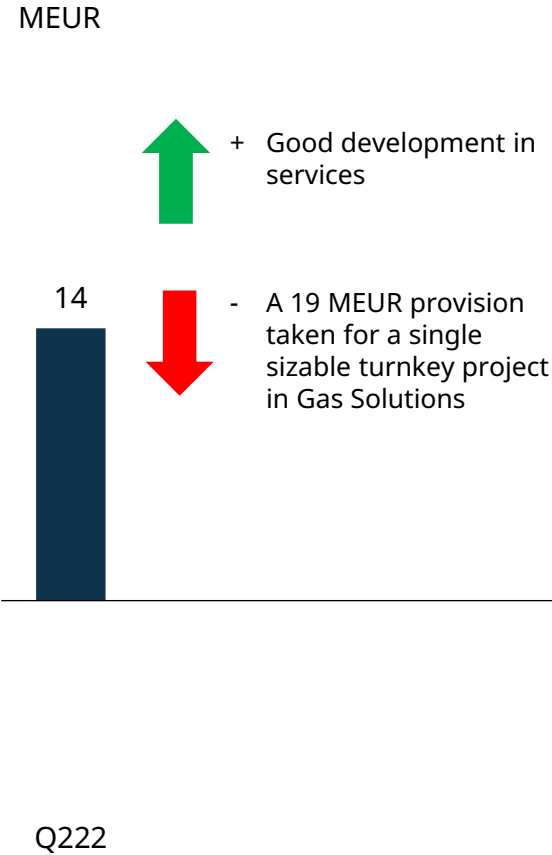 MEUR
+ Good development in
services
14
- A 19 MEUR provision
taken for a single
sizable turnkey project
in Gas Solutions
Q222